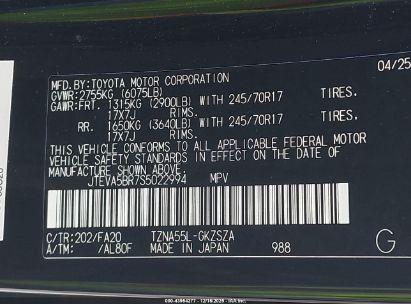 MFD.BY:TOYOTA MOTOR CORPORATION 04/25
GVWR:2755KG (6075LB)
GAWR:FRT. 1315KG (2900LB) WITH 245/70R17 TIRES.
17X7J RIMS.
RR. 1650KG (3640LB) WITH 245/70R17 TIRES.
17X7J RIMS.
THIS VEHICLE CONFORMS TO ALL APPLICABLE FEDERAL MOTOR
VEHICLE SAFETY STANDARDS IN EFFECT ON THE DATE OF
MANUFACTURE SHOWN ABOVE.
JTEVA5BR7S5022994 MPV
C/TR:202/FA20 TZNA55L-GKZSZA
A/TM: /AL80F MADE IN JAPAN 988 G